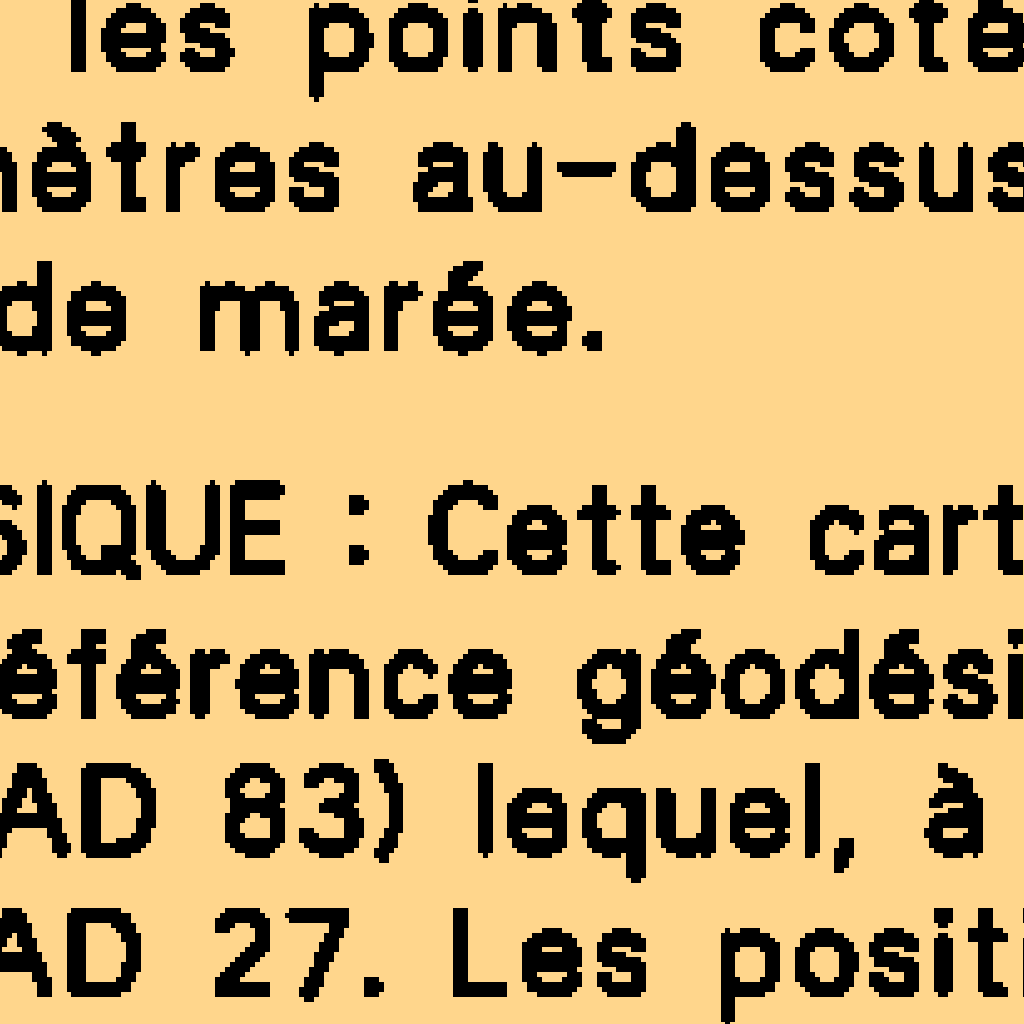 les points coté
mètres au-dessus
de marée.
SIQUE : Cette cart
éférence géodési
AD 83) lequel, à
AD 27. Les positi